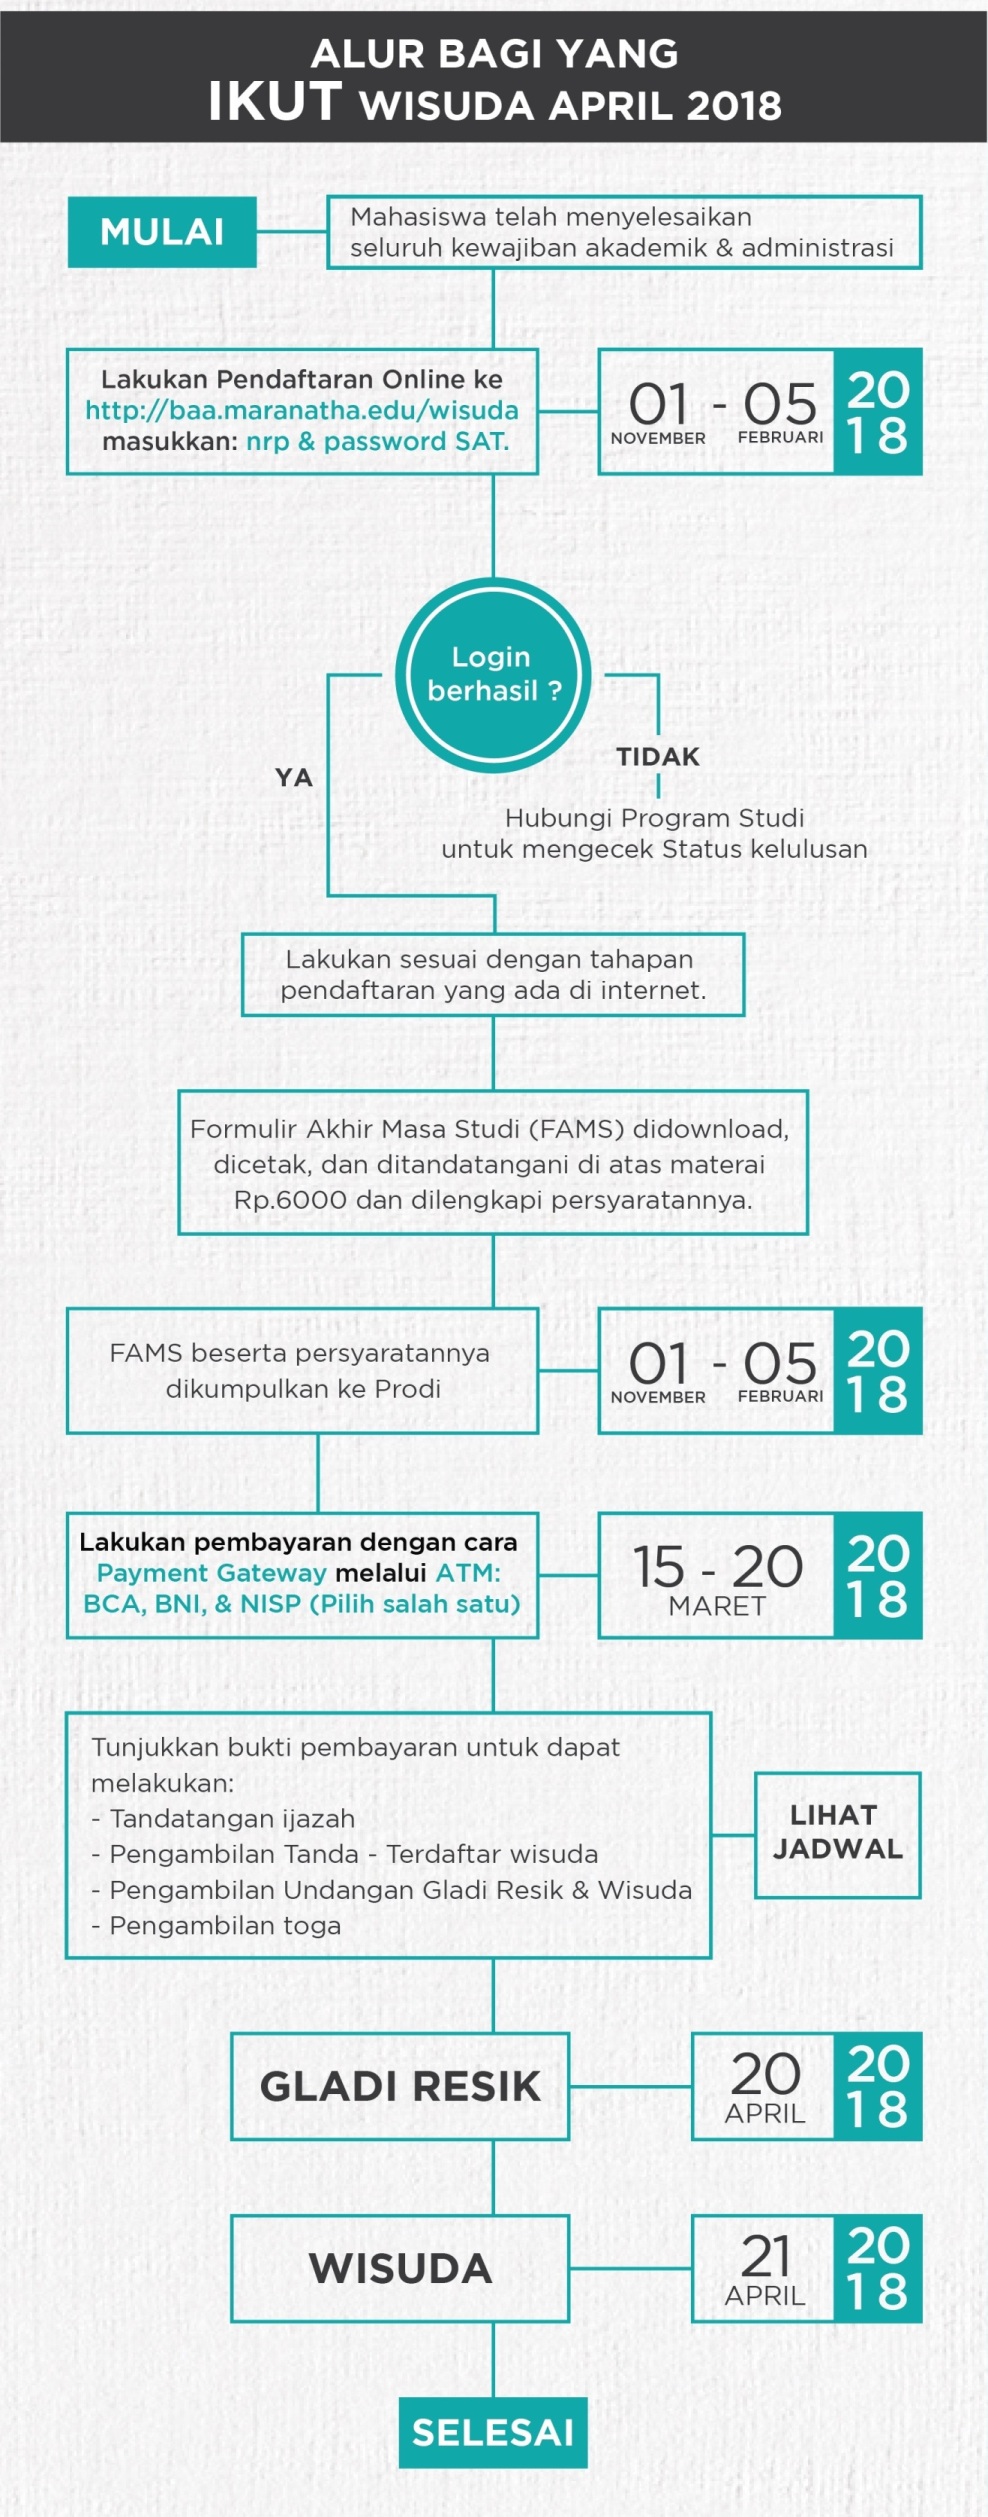 ALUR BAGI YANG
IKUT WISUDA APRIL 2018
MULAI
Mahasiswa telah menyelesaikan
seluruh kewajiban akademik & administrasi
Lakukan Pendaftaran Online ke
http://baa.maranatha.edu/wisuda
masukkan: nrp & password SAT.
01 - 05
NOVEMBER FEBRUARI
20
18
Login
berhasil ?
YA
TIDAK
Hubungi Program Studi
untuk mengecek Status kelulusan
Lakukan sesuai dengan tahapan
pendaftaran yang ada di internet.
Formulir Akhir Masa Studi (FAMS) didownload,
dicetak, dan ditandatangani di atas materai
Rp.6000 dan dilengkapi persyaratannya.
FAMS beserta persyaratannya
dikumpulkan ke Prodi
01 - 05
NOVEMBER FEBRUARI
20
18
Lakukan pembayaran dengan cara
Payment Gateway melalui ATM:
BCA, BNI, & NISP (Pilih salah satu)
15 - 20
MARET
20
18
Tunjukkan bukti pembayaran untuk dapat
melakukan:
- Tandatangan ijazah
- Pengambilan Tanda - Terdaftar wisuda
- Pengambilan Undangan Gladi Resik & Wisuda
- Pengambilan toga
LIHAT
JADWAL
GLADI RESIK
20
APRIL
20
18
WISUDA
21
APRIL
20
18
SELESAI